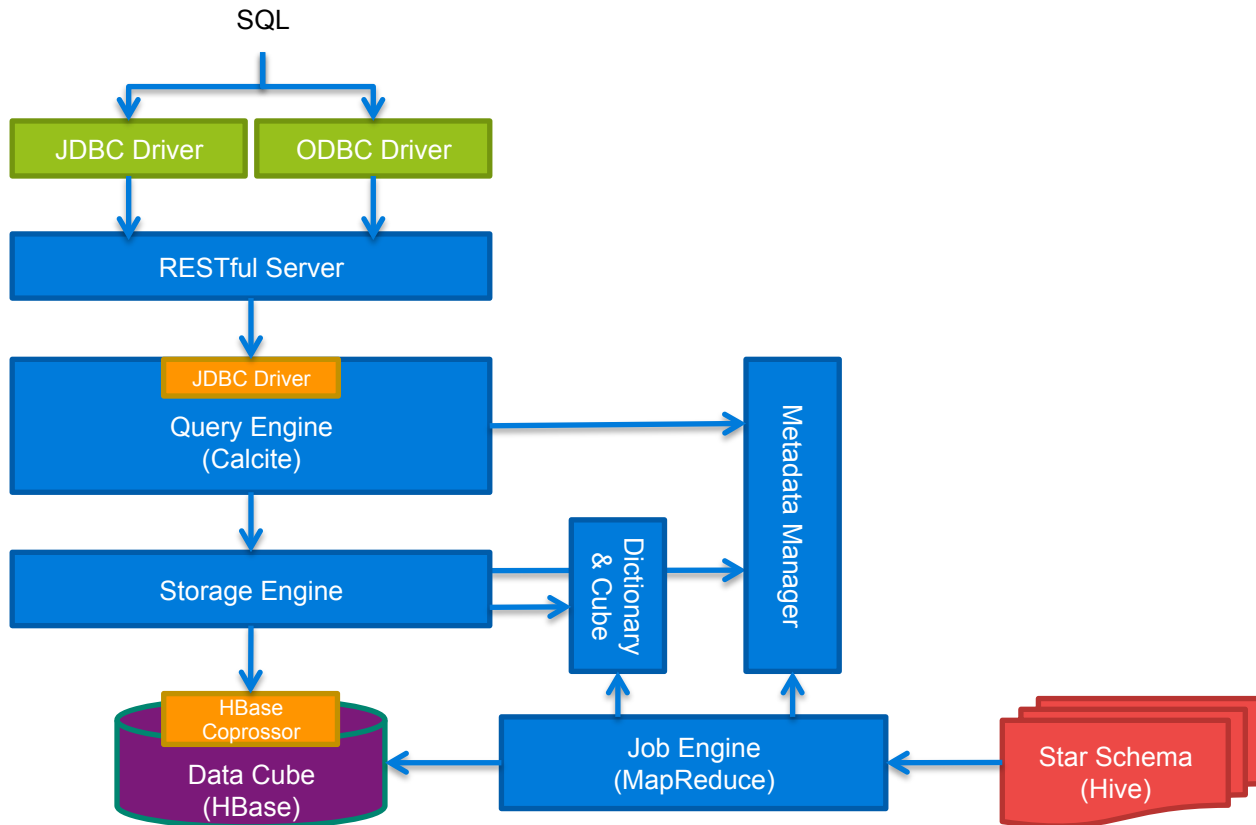 SQL
JDBC Driver
ODBC Driver
RESTful Server
JDBC Driver
Query Engine
(Calcite)
Metadata Manager
Storage Engine
Dictionary
& Cube
HBase
Coprossor
Data Cube
(HBase)
Job Engine
(MapReduce)
Star Schema
(Hive)